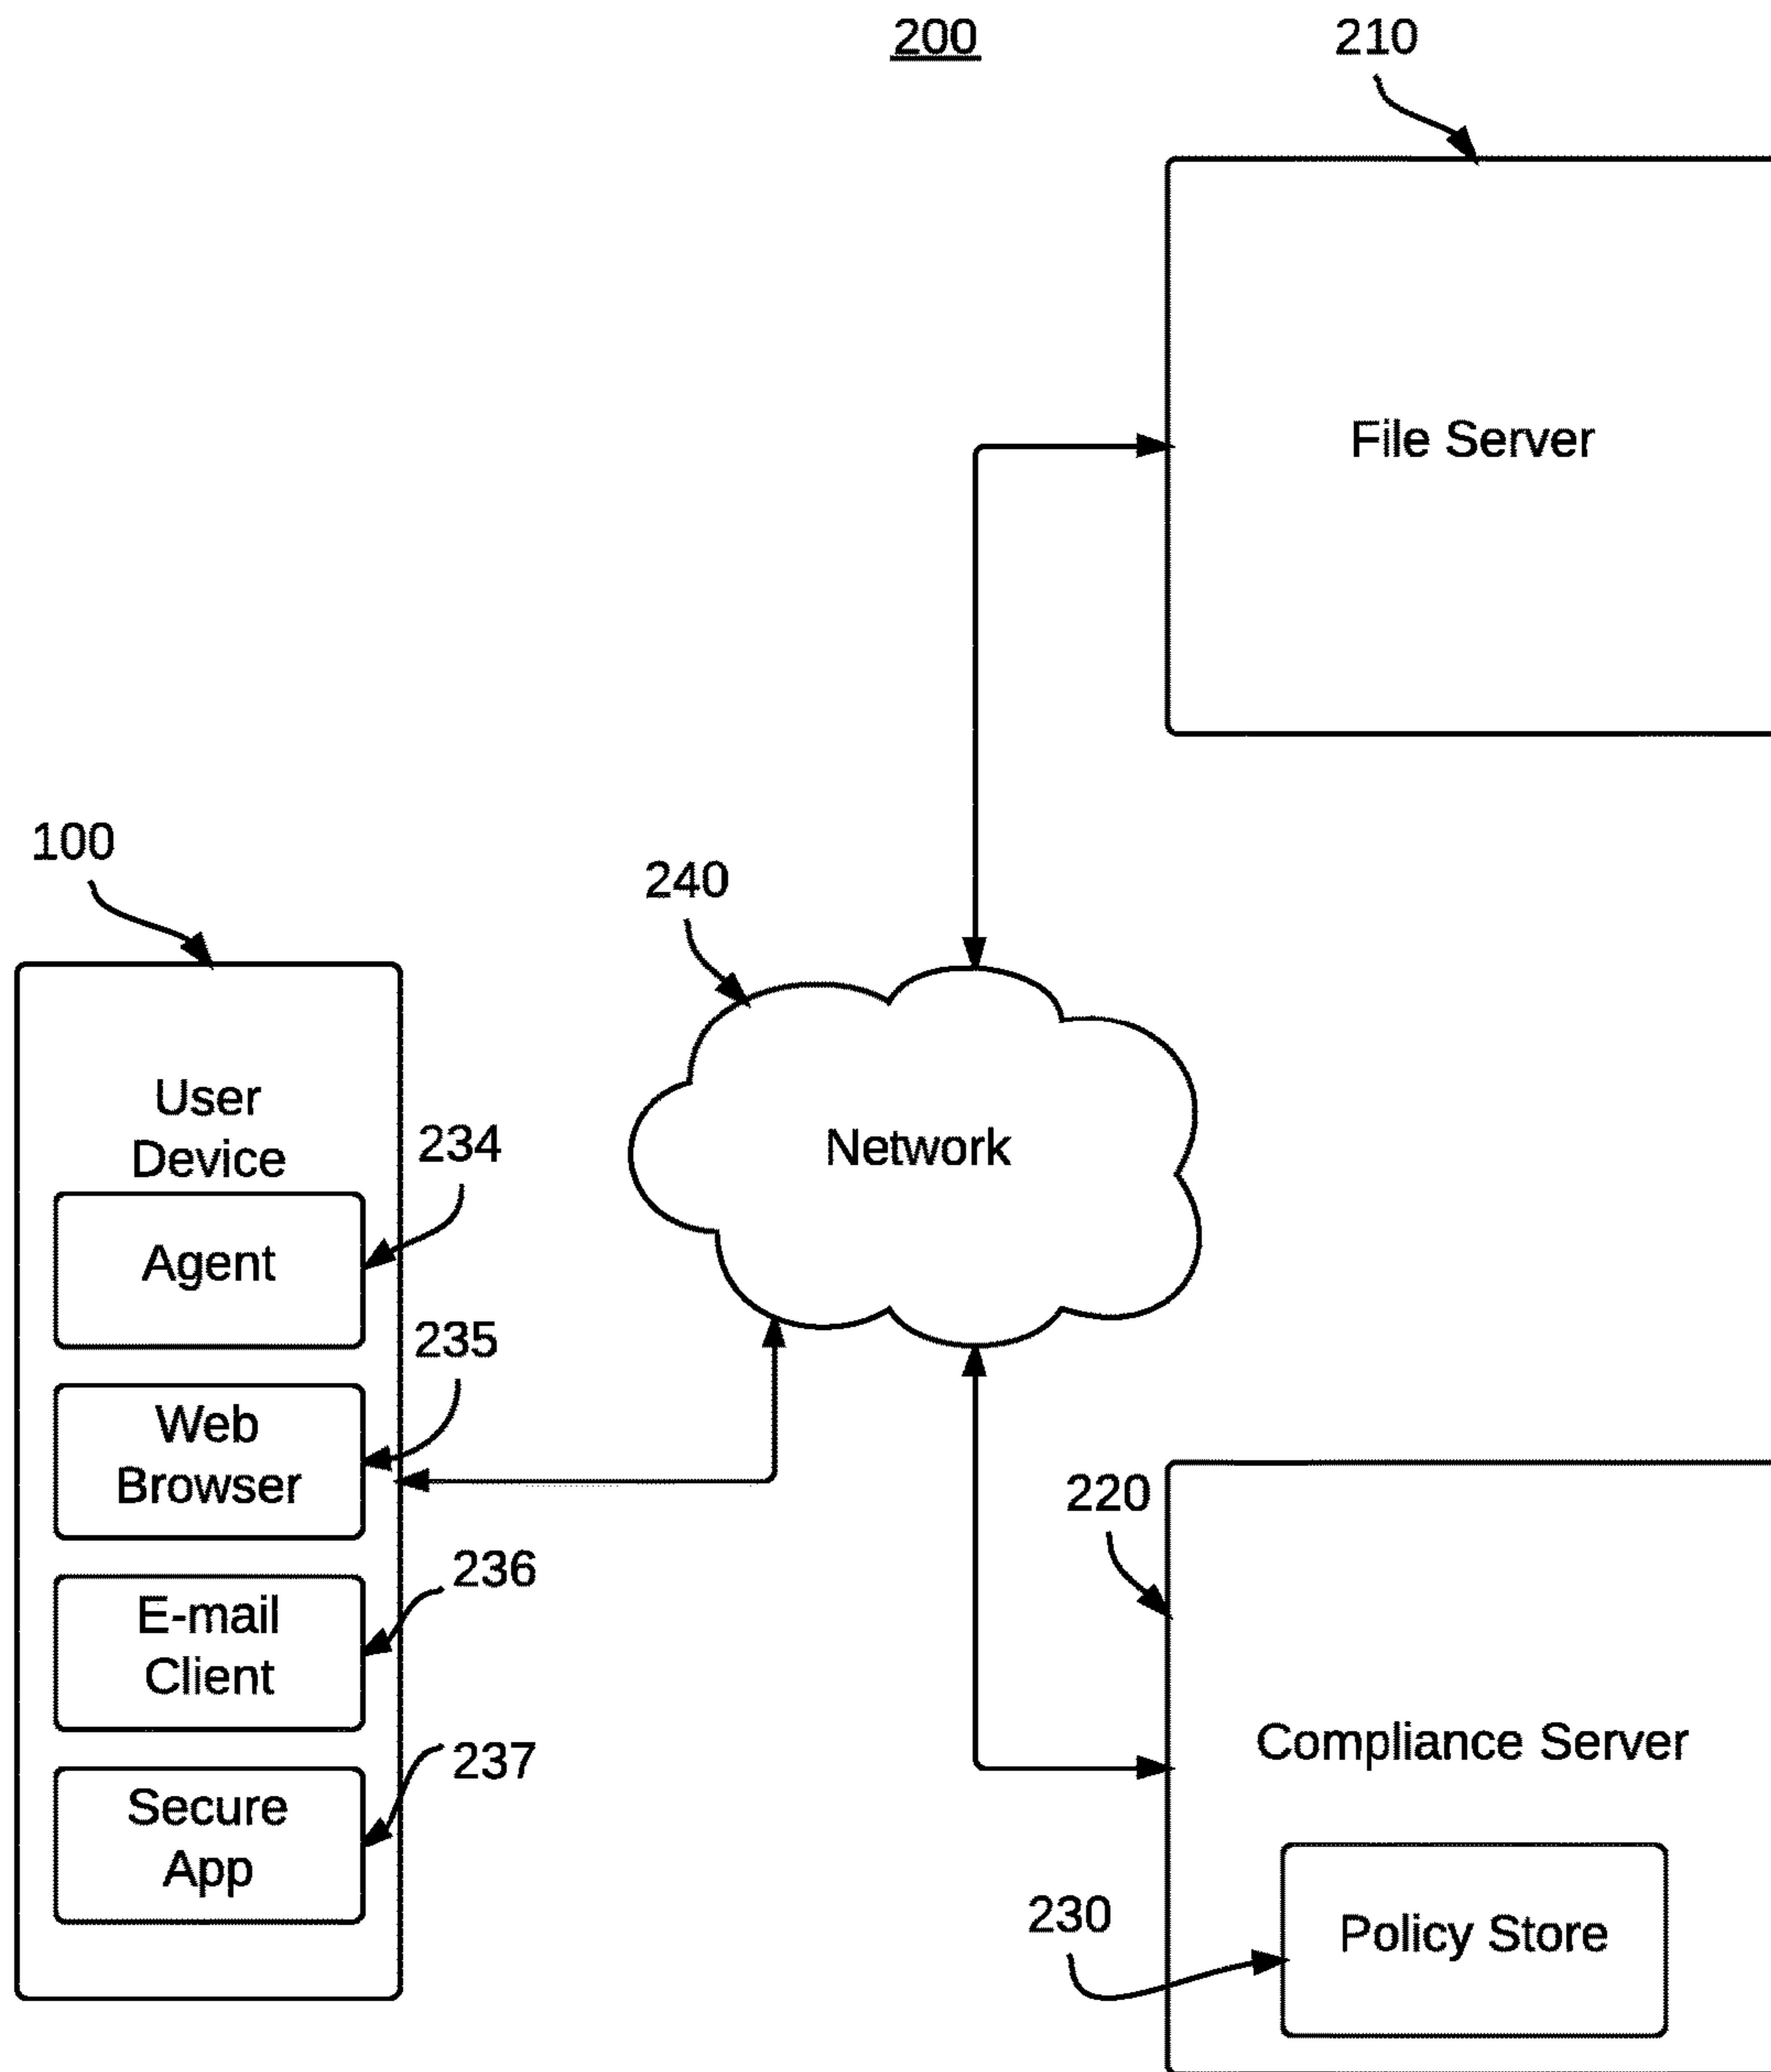 200
210
File Server
100
240
User
Device
234
Network
Agent
235
Web
Browser
220
236
E-mail
Client
237
Compliance Server
Secure
App
230
Policy Store